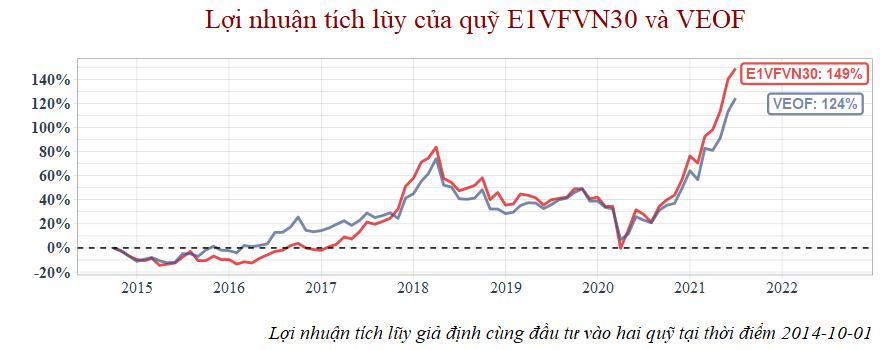 Lợi nhuận tích lũy của quỹ E1VFVN30 và VEOF
140%
120%
100%
80%
60%
40%
20%
0%
-20%
E1VFVN30: 149%
VEOF: 124%
2015 2016 2017 2018 2019 2020 2021 2022
Lợi nhuận tích lũy giả định cùng đầu tư vào hai quỹ tại thời điểm 2014-10-01